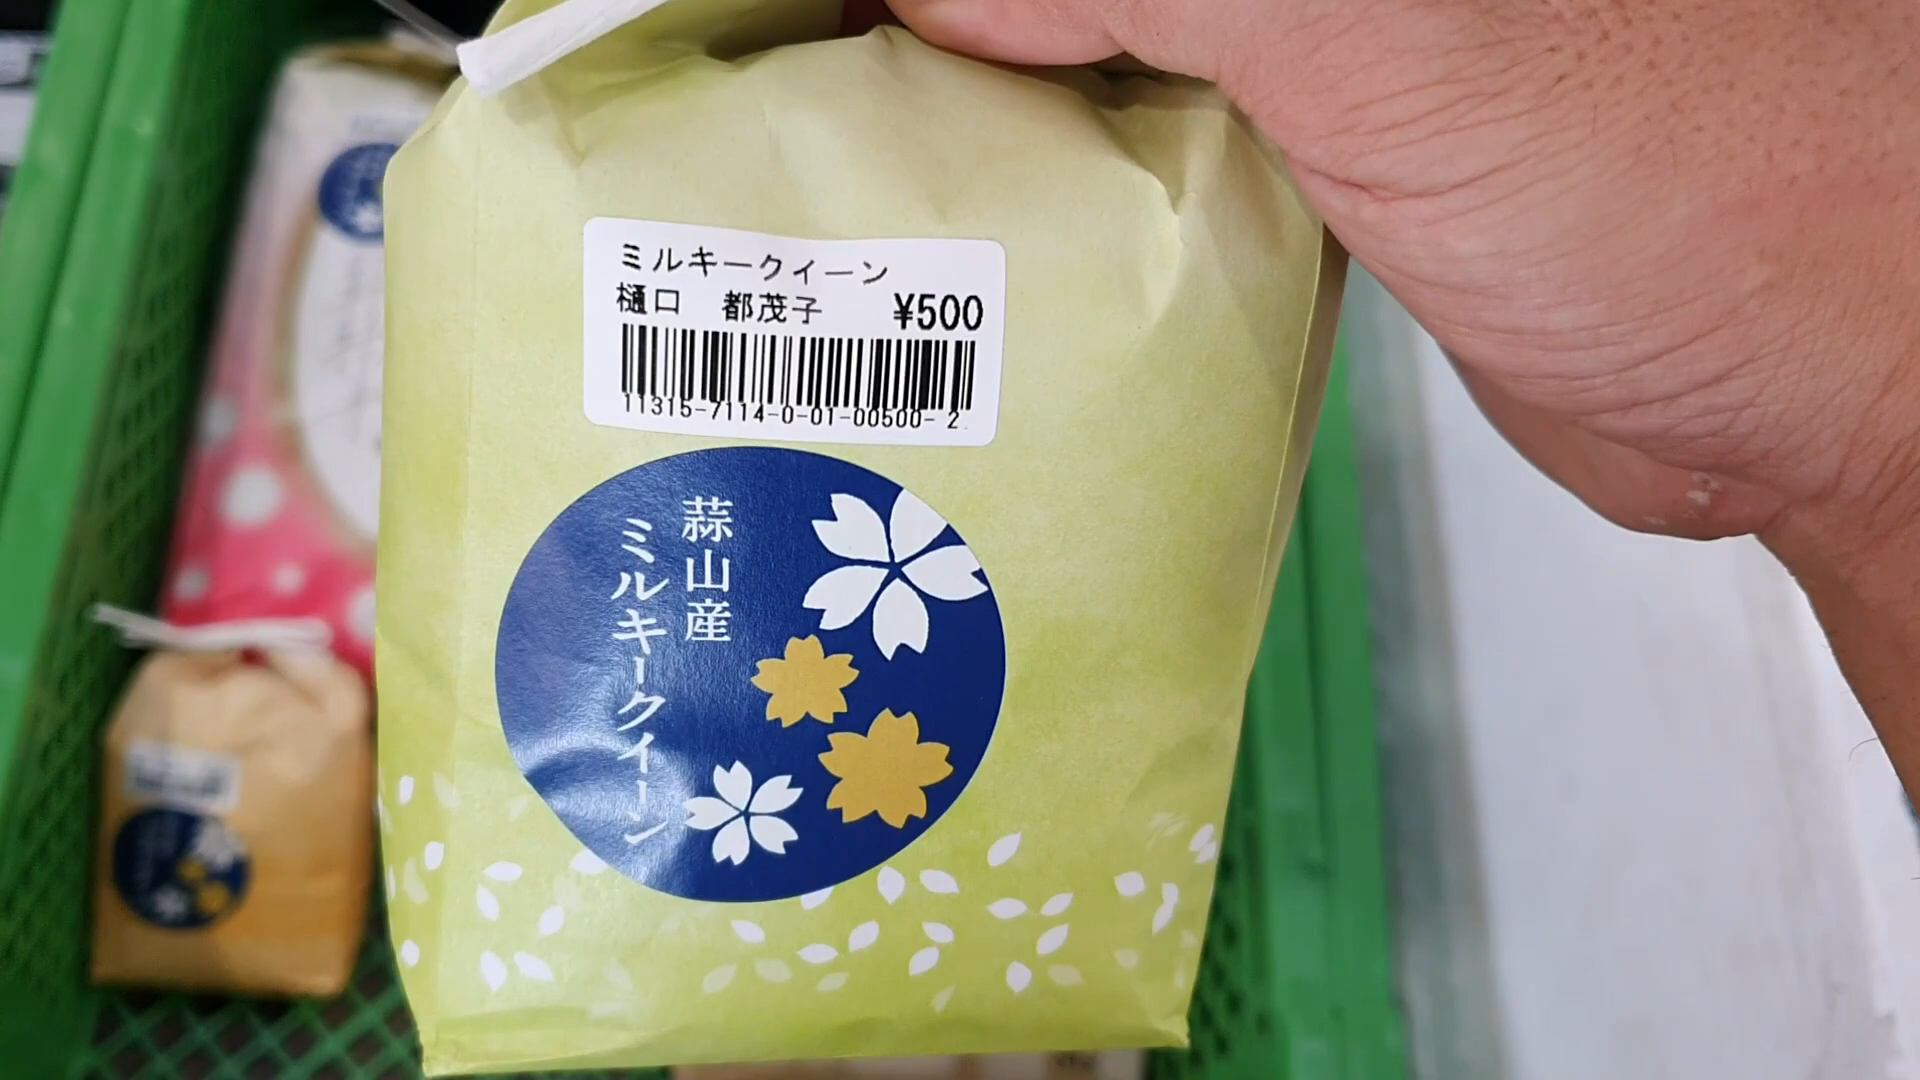 ミルキークィーン
樋口 都茂子 ¥500
11315-7114-0-01-00500- 2
蒜山産
ミルキークイーン